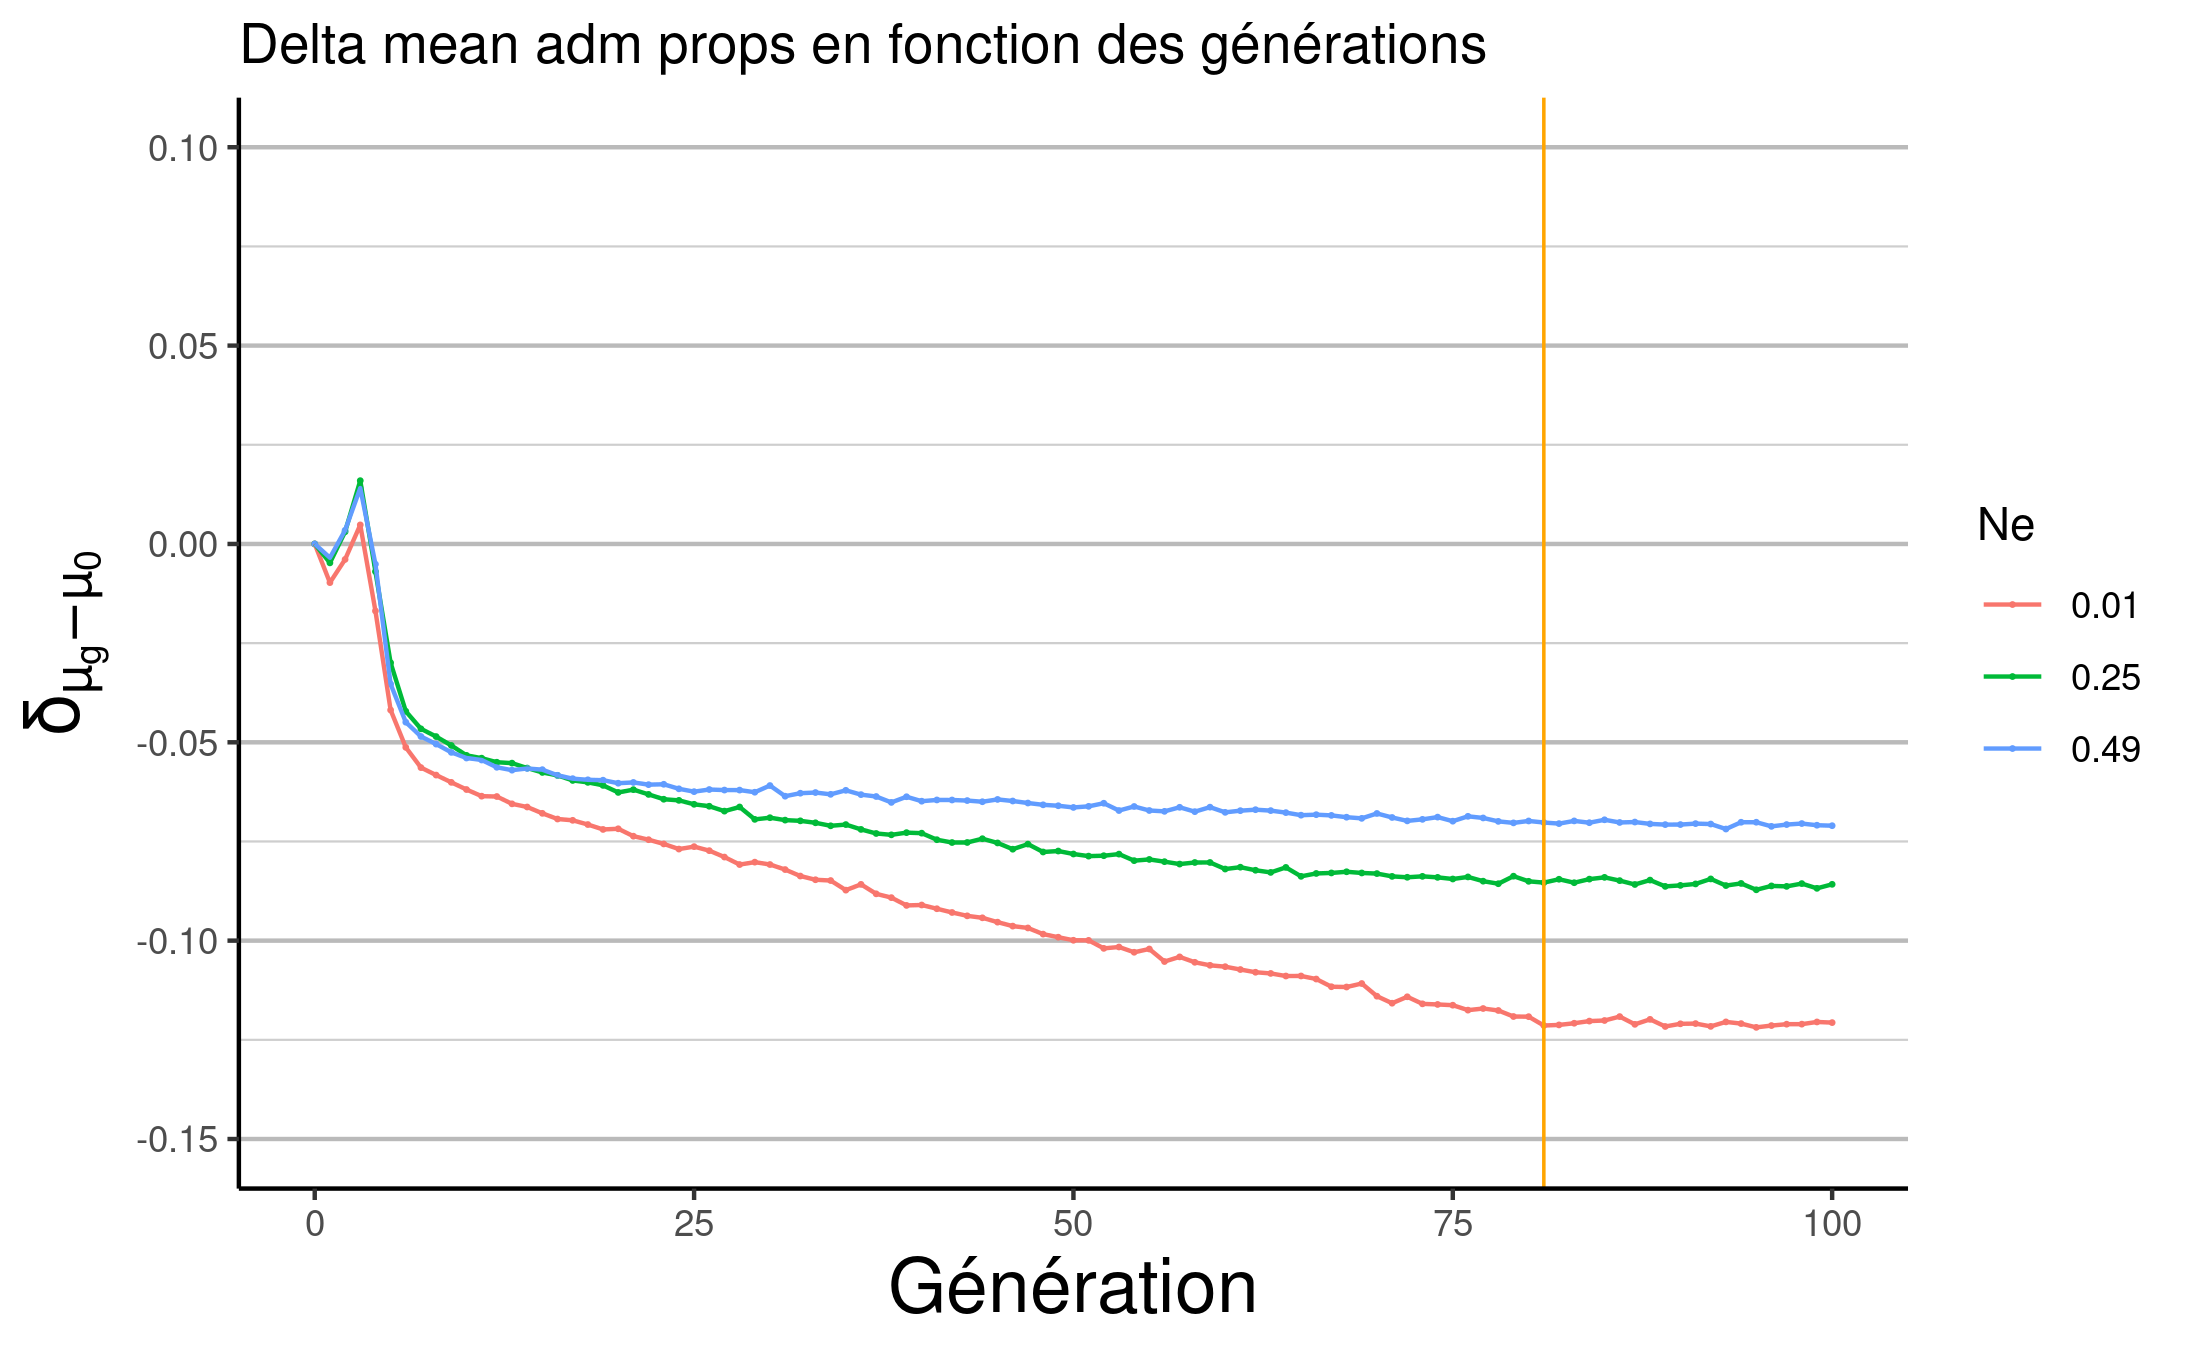 Delta mean adm props en fonction des générations
δμg−μ0
0.10
0.05
0.00
-0.05
-0.10
-0.15
0 25 50 75 100
Génération
Ne
0.01
0.25
0.49